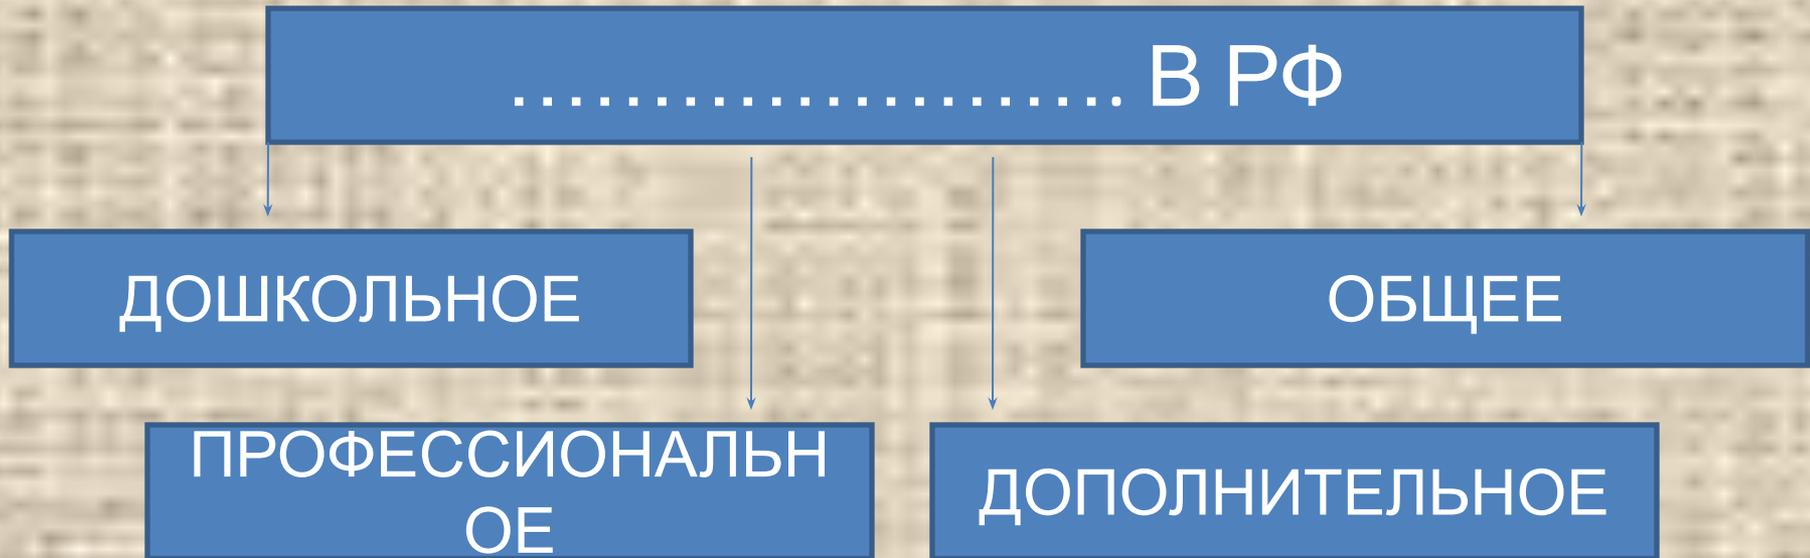 ...................... В РФ
ДОШКОЛЬНОЕ
ОБЩЕЕ
ПРОФЕССИОНАЛЬН
ОЕ
ДОПОЛНИТЕЛЬНОЕ